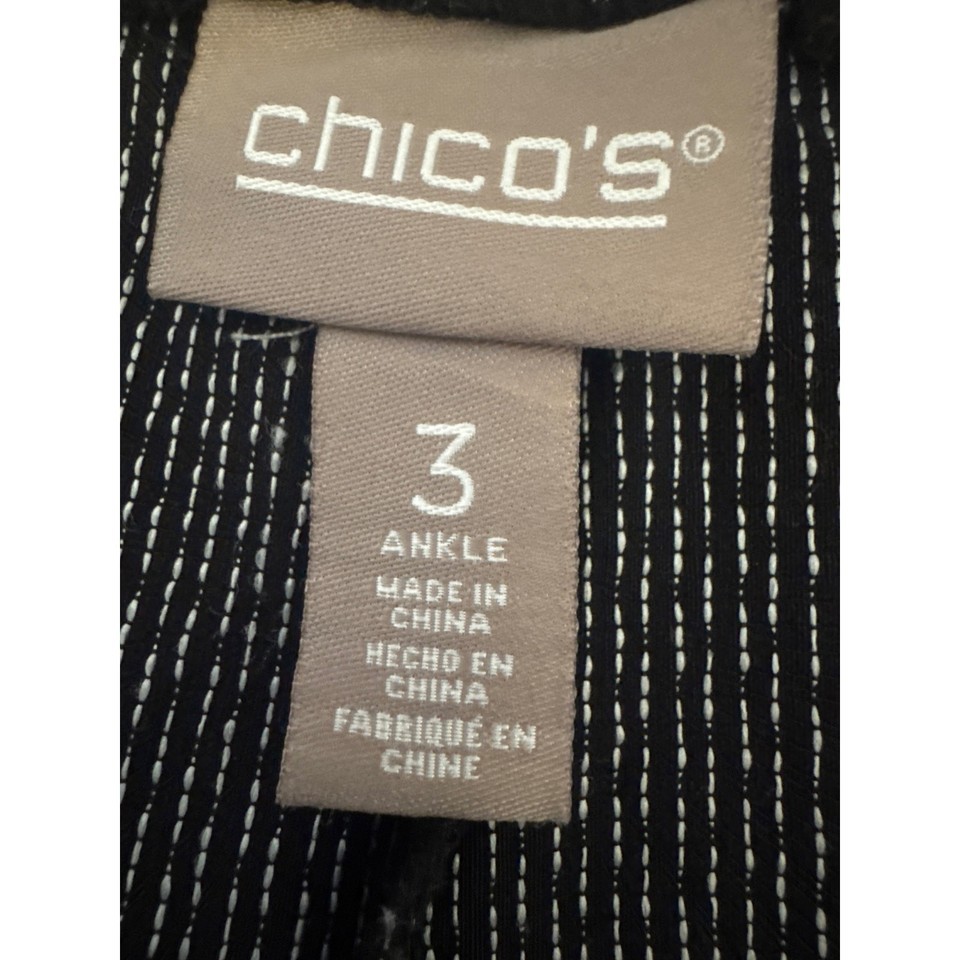 chico's®
3
ANKLE
MADE IN
CHINA
HECHO EN
CHINA
FABRIQUÉ EN
CHINE